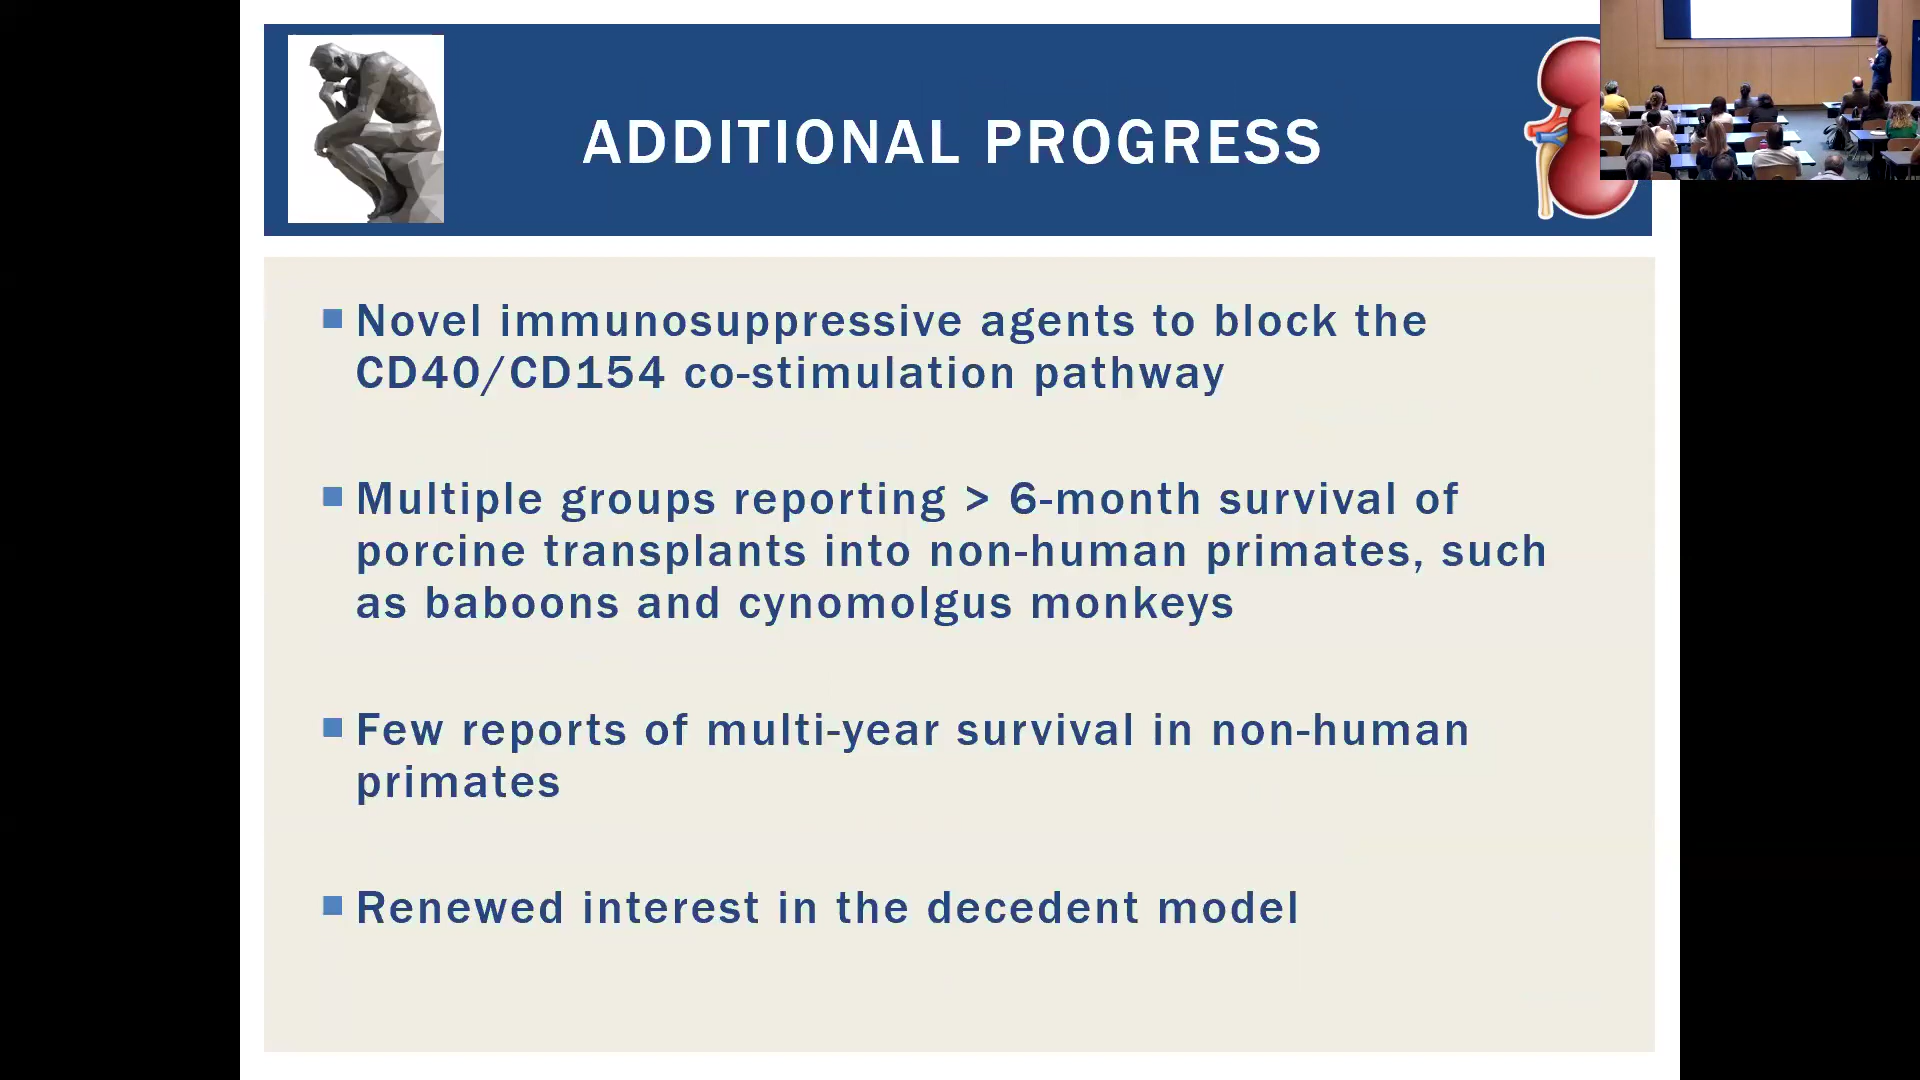 ADDITIONAL PROGRESS
Novel immunosuppressive agents to block the
CD40/CD154 co-stimulation pathway
Multiple groups reporting > 6-month survival of
porcine transplants into non-human primates, such
as baboons and cynomolgus monkeys
Few reports of multi-year survival in non-human
primates
Renewed interest in the decedent model